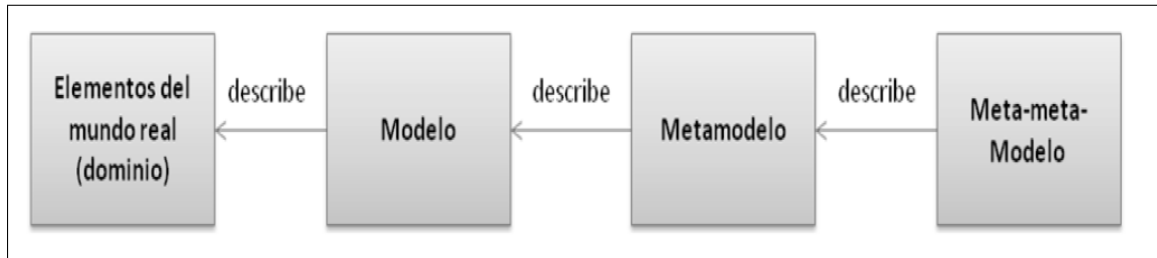 Elementos del
mundo real
(dominio)
describe
Modelo
describe
Metamodelo
describe
Meta-meta-
Modelo